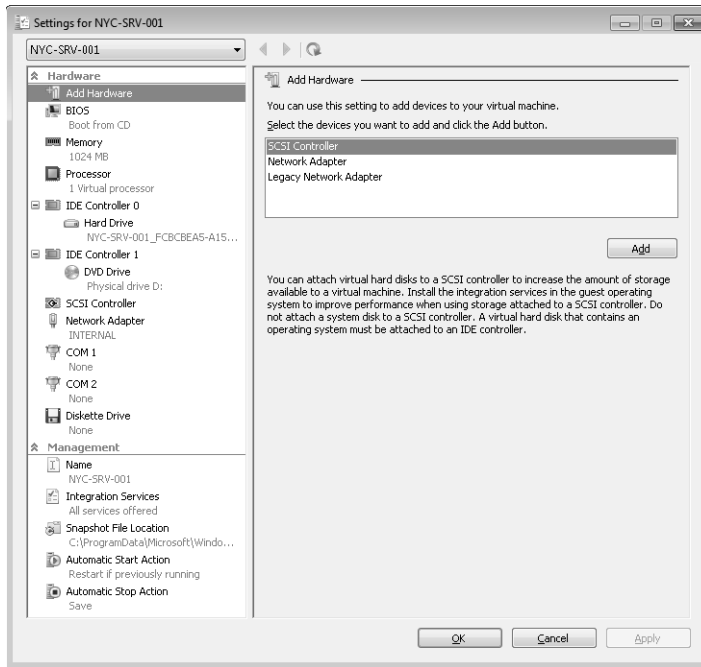 Settings for NYC-SRV-001
NYC-SRV-001
Hardware
Add Hardware
BIOS
Boot from CD
Memory
1024 MB
Processor
1 Virtual processor
IDE Controller 0
Hard Drive
NYC-SRV-001_FCBCBEA5-A15...
IDE Controller 1
DVD Drive
Physical drive D:
SCSI Controller
Network Adapter
INTERNAL
COM 1
None
COM 2
None
Diskette Drive
None
Management
Name
NYC-SRV-001
Integration Services
All services offered
Snapshot File Location
C:\ProgramData\Microsoft\Windo...
Automatic Start Action
Restart if previously running
Automatic Stop Action
Save
Add Hardware
You can use this setting to add devices to your virtual machine.
Select the devices you want to add and click the Add button.
SCSI Controller
Network Adapter
Legacy Network Adapter
Add
You can attach virtual hard disks to a SCSI controller to increase the amount of storage
available to a virtual machine. Install the integration services in the guest operating
system to improve performance when using storage attached to a SCSI controller. Do
not attach a system disk to a SCSI controller. A virtual hard disk that contains an
operating system must be attached to an IDE controller.
OK
Cancel
Apply